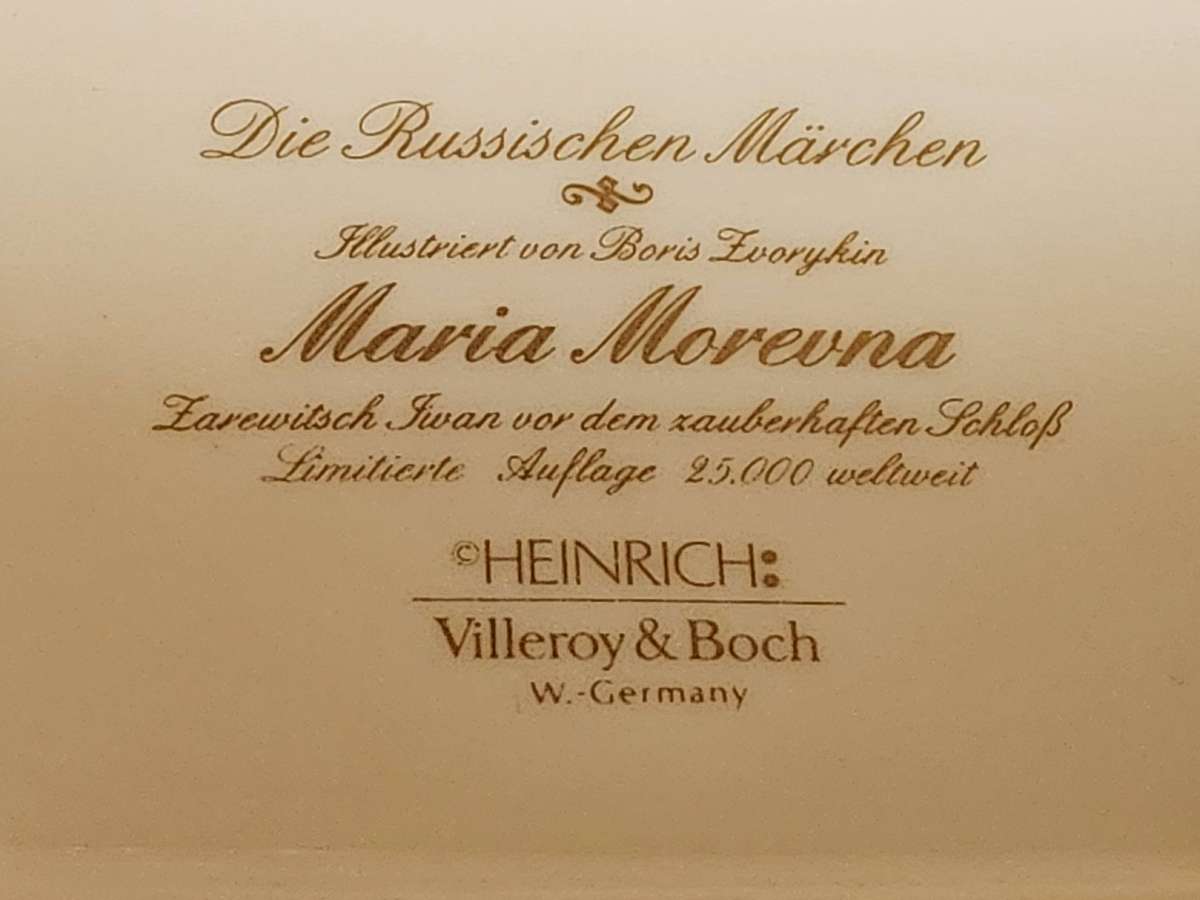 Die Russischen Märchen
Illustriert von Boris Zvorykin
Maria Morevna
Zarewitsch Iwan vor dem zauberhaften Schloß
Limitierte Auflage 25.000 weltweit
©HEINRICH:
Villeroy & Boch
W.-Germany